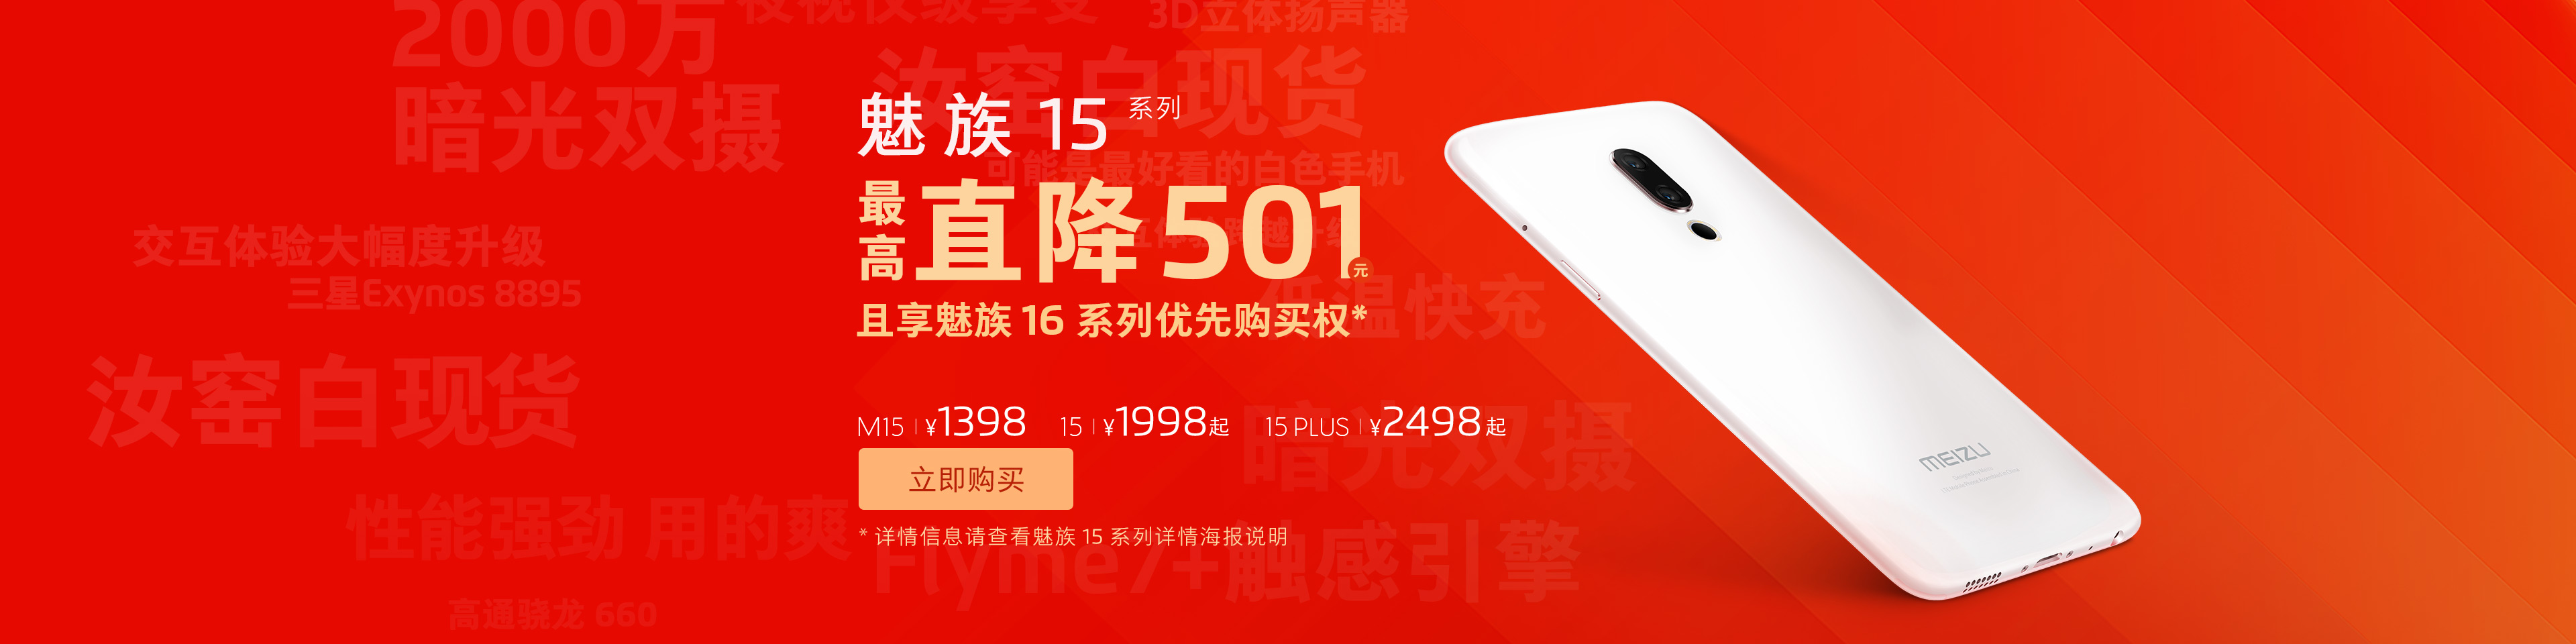 2000万
3D立体扬声器
汝窑白现货
暗光双摄
魅族 15 系列
可能是最好看的白色手机
最高直降501元
交互体验大幅度升级
三星Exynos 8895
低温快充
且享魅族 16 系列优先购买权*
汝窑白现货
M15 | ¥1398 15 | ¥1998起 15 PLUS | ¥2498起
暗光双摄
立即购买
MEIZU
性能强劲 用的爽
* 详情信息请查看魅族 15 系列详情海报说明
Flyme7+触感引擎
高通骁龙 660